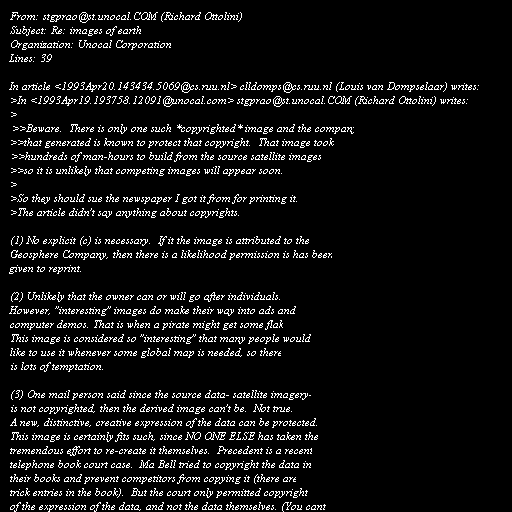 From: stgprao@st.unocal.COM (Richard Ottolini)
Subject: Re: images of earth
Organization: Unocal Corporation
Lines: 39

In article <1993Apr20.143434.5069@cs.ruu.nl> clldomps@cs.ruu.nl (Louis van Dompselaar) writes:
>In <1993Apr19.193758.12091@unocal.com> stgprao@st.unocal.COM (Richard Ottolini) writes:
>
>>Beware.  There is only one such *copyrighted* image and the company
>>that generated is known to protect that copyright.  That image took
>>hundreds of man-hours to build from the source satellite images
>>so it is unlikely that competing images will appear soon.
>
>So they should sue the newspaper I got it from for printing it.
>The article didn't say anything about copyrights.

(1) No explicit (c) is necessary.  If it the image is attributed to the
Geosphere Company, then there is a likelihood permission is has been
given to reprint.

(2) Unlikely that the owner can or will go after individuals.
However, "interesting" images do make their way into ads and
computer demos. That is when a pirate might get some flak
This image is considered so "interesting" that many people would
like to use it whenever some global map is needed, so there
is lots of temptation.

(3) One mail person said since the source data- satellite imagery-
is not copyrighted, then the derived image can't be.  Not true.
A new, distinctive, creative expression of the data can be protected.
This image is certainly fits such, since NO ONE ELSE has taken the
tremendous effort to re-create it themselves.  Precedent is a recent
telephone book court case.  Ma Bell tried to copyright the data in
their books and prevent competitors from copying it (there are
trick entries in the book).  But the court only permitted copyright
of the expression of the data, and not the data themselves. (You cant